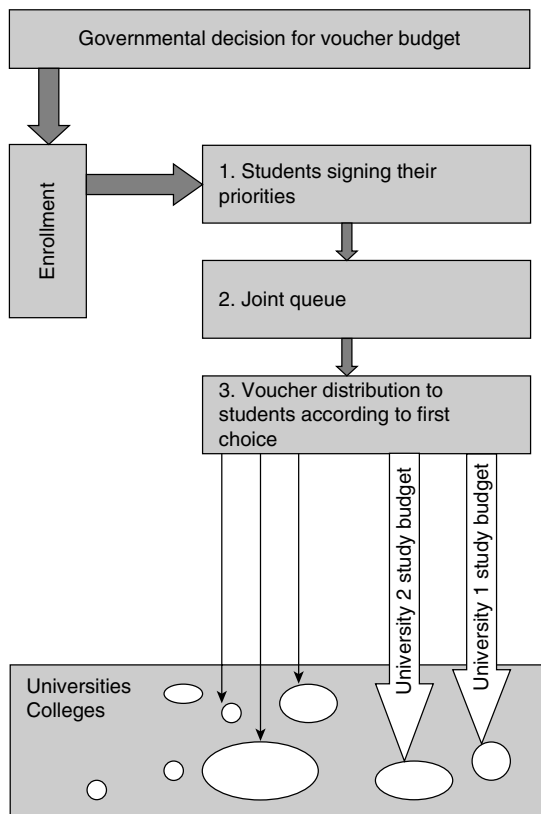 Governmental decision for voucher budget
Enrollment
1. Students signing their
priorities
2. Joint queue
3. Voucher distribution to
students according to first
choice
University 2 study budget
University 1 study budget
Universities
Colleges